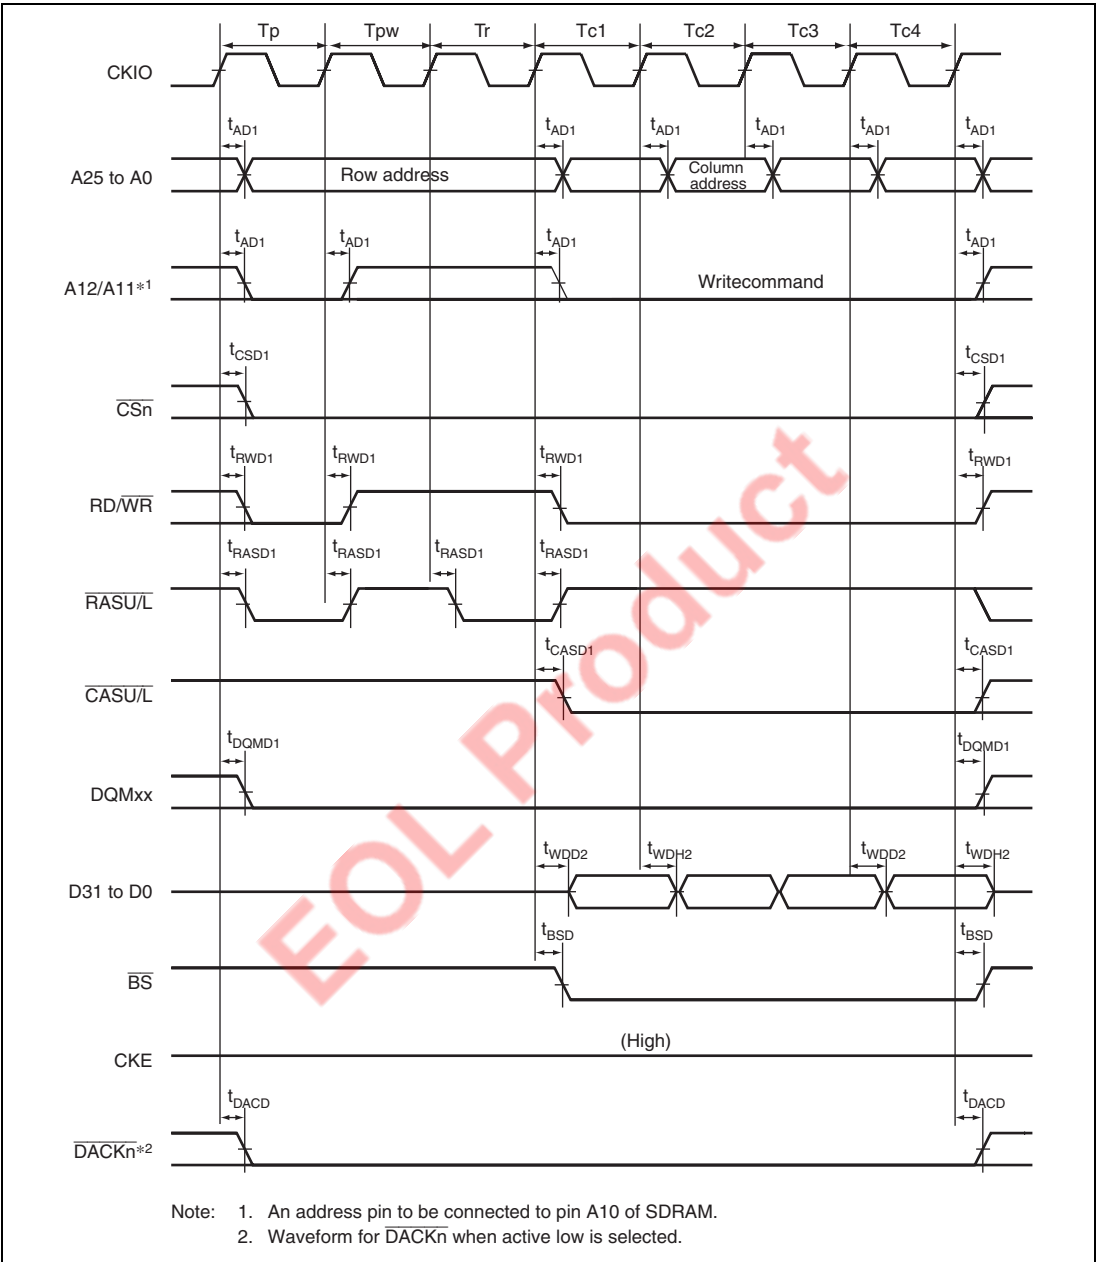 Tp Tpw Tr Tc1 Tc2 Tc3 Tc4
CKIO
tAD1 tAD1 tAD1 tAD1 tAD1 tAD1
A25 to A0 Row address Column address
tAD1 tAD1 tAD1 tAD1
A12/A11*1 Writecommand
tCSD1 tCSD1
CSn
tRWD1 tRWD1 tRWD1 tRWD1
RD/WR
tRASD1 tRASD1 tRASD1 tRASD1
RASU/L
tCASD1 tCASD1
CASU/L
tDQMD1 tDQMD1
DQMxx
tWDD2 tWDH2 tWDD2 tWDH2
D31 to D0
tBSD tBSD
BS
(High)
CKE
tDACD tDACD
DACKn*2
EOL Product
Note: 1. An address pin to be connected to pin A10 of SDRAM.
2. Waveform for DACKn when active low is selected.